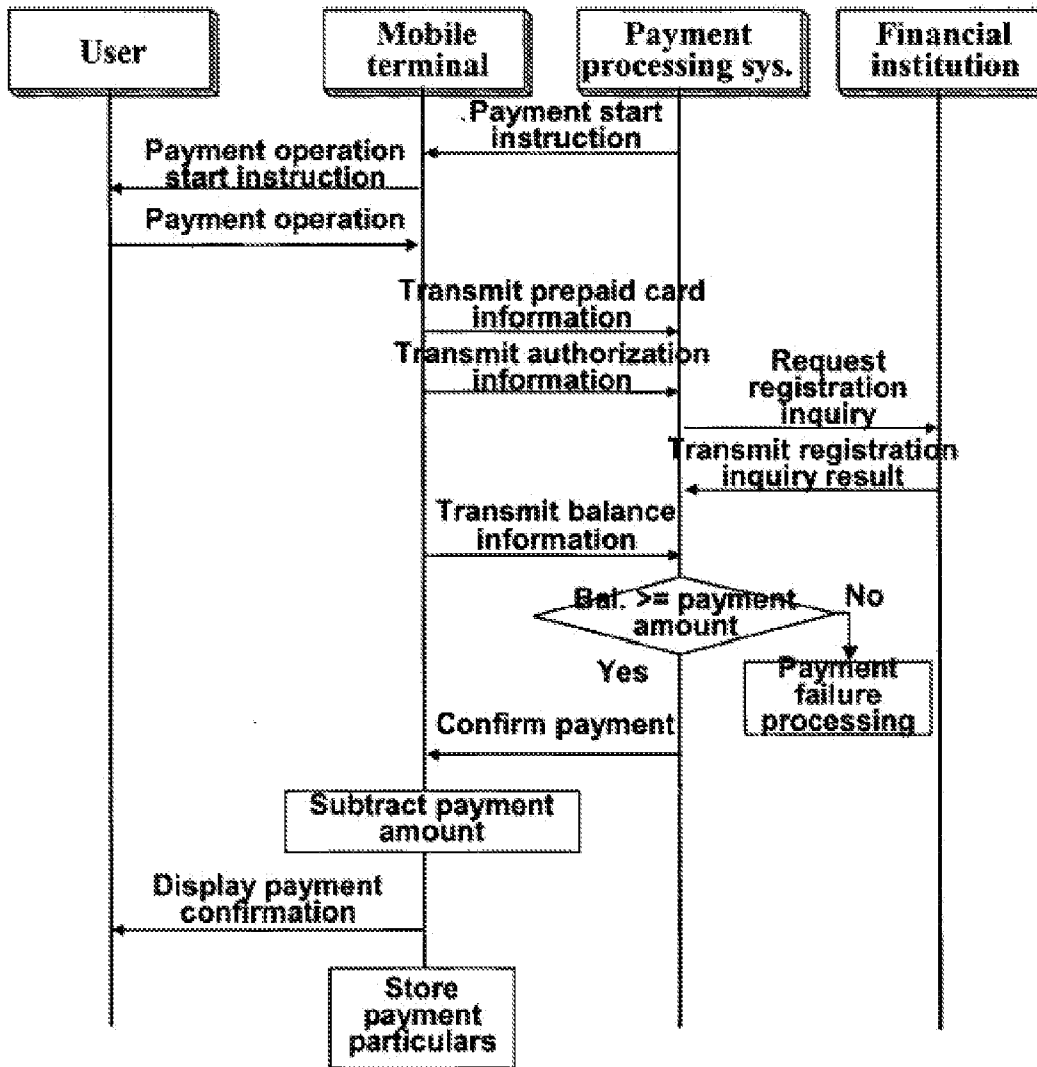 User
Mobile
terminal
Payment
processing sys.
Financial
institution
Payment start
instruction
Payment operation
start instruction
Payment operation
Transmit prepaid card
information
Transmit authorization
information
Request
registration
inquiry
Transmit registration
inquiry result
Transmit balance
information
Bal. >= payment
amount
No
Yes
Payment
failure
processing
Confirm payment
Subtract payment
amount
Display payment
confirmation
Store
payment
particulars